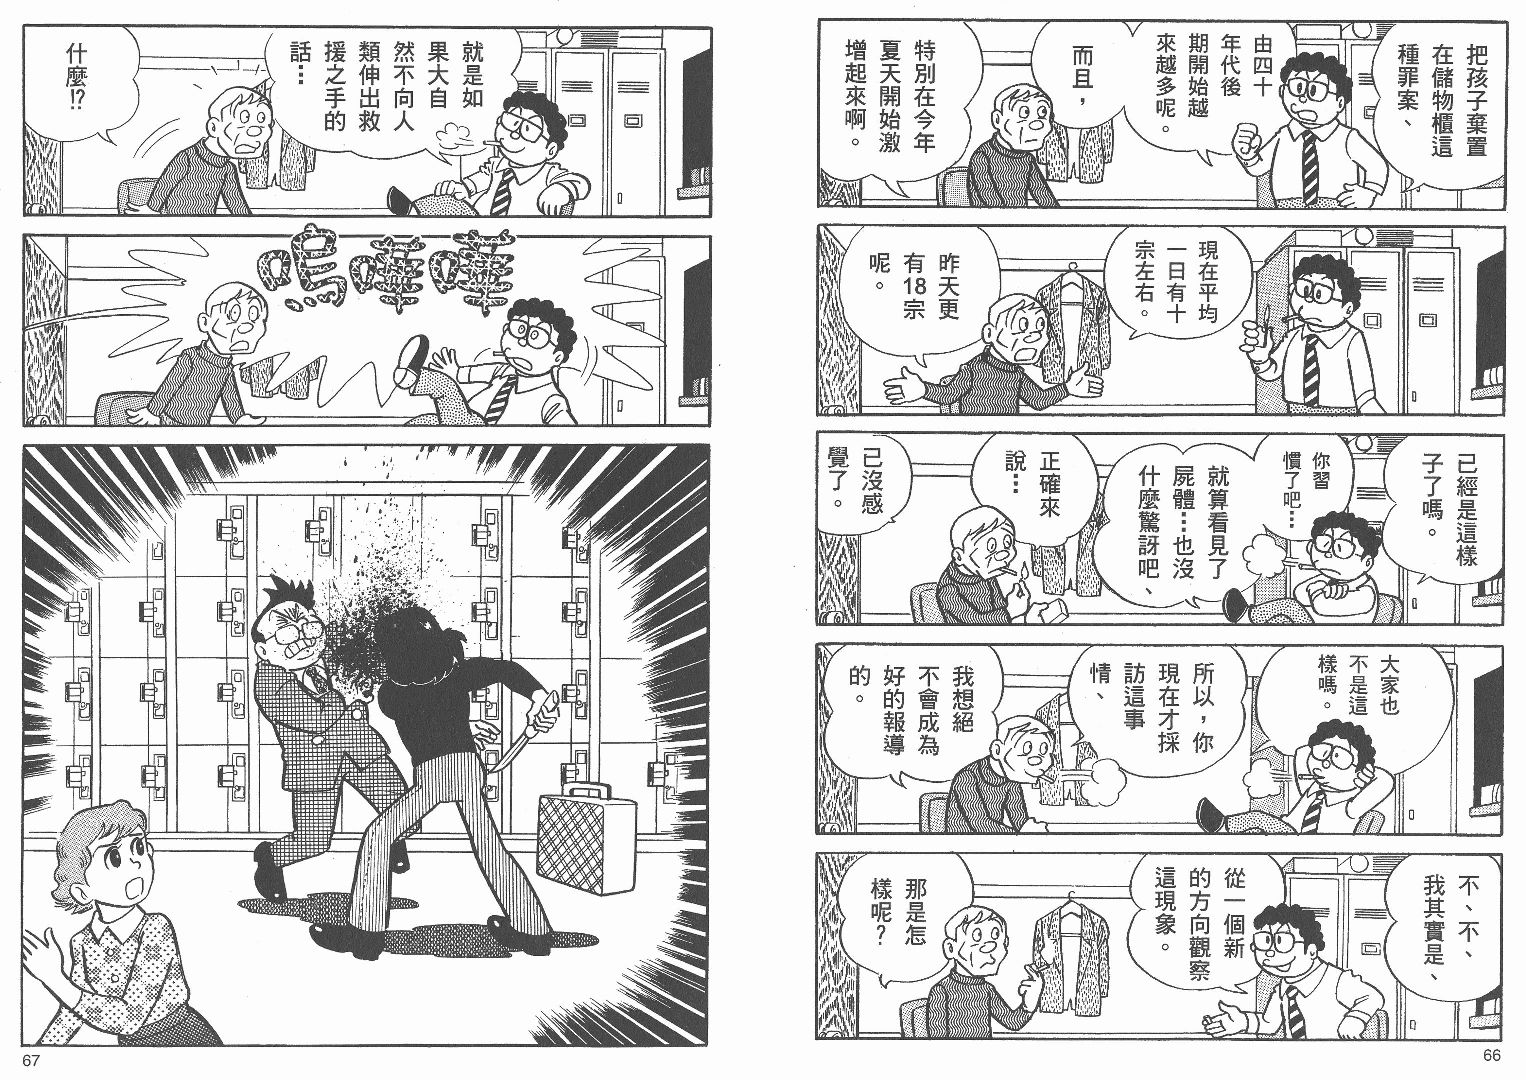 把孩子棄置
在儲物櫃這
種罪案、
由四十
年代後
期開始越
來越多呢。
而且，
特別在今年
夏天開始激
增起來啊。
現在平均
一日有十
宗左右。
昨天更
有18宗
呢。
已經是這樣
子了嗎。
你習
慣了吧…
就算看見了
屍體…也沒
什麼驚訝吧、
正確來
說…
己沒感
覺了。
大家也
不是這
樣嗎。
所以，你
現在才採
訪這事
情、
我想絕
不會成為
好的報導
的。
不、不、
我其實是、
從一個新
的方向觀察
這現象。
那是怎
樣呢?
66
就是如
果大自
然不向人
類伸出救
援之手的
話…
什麼!?
嗚嘩嘩
67